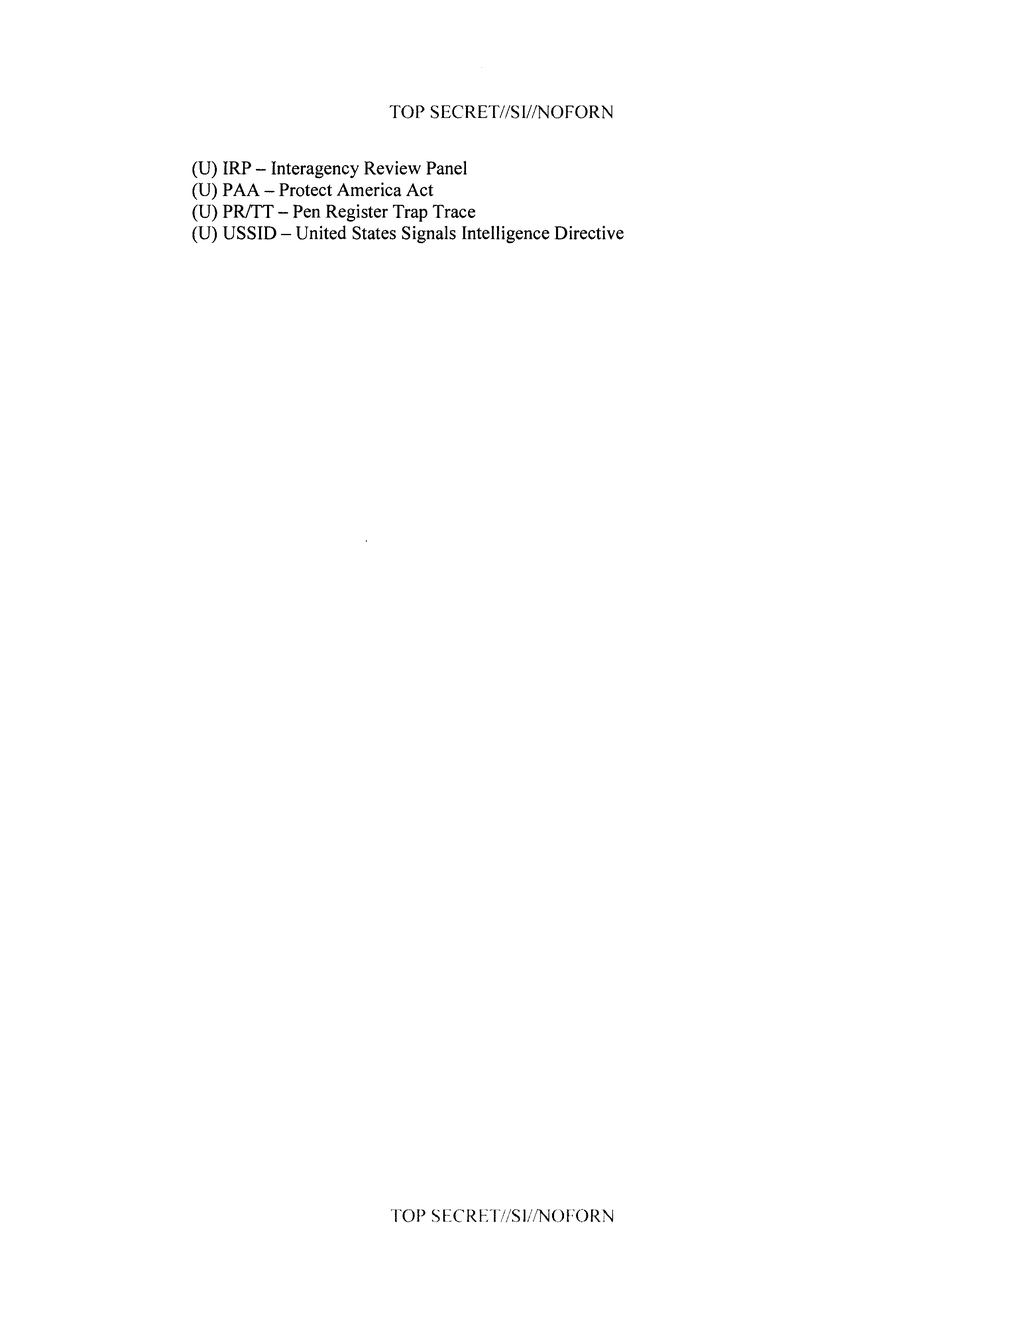 TOP SECRET//SI//NOFORN
(U) IRP – Interagency Review Panel
(U) PAA – Protect America Act
(U) PR/TT – Pen Register Trap Trace
(U) USSID – United States Signals Intelligence Directive
TOP SECRET//SI//NOFORN